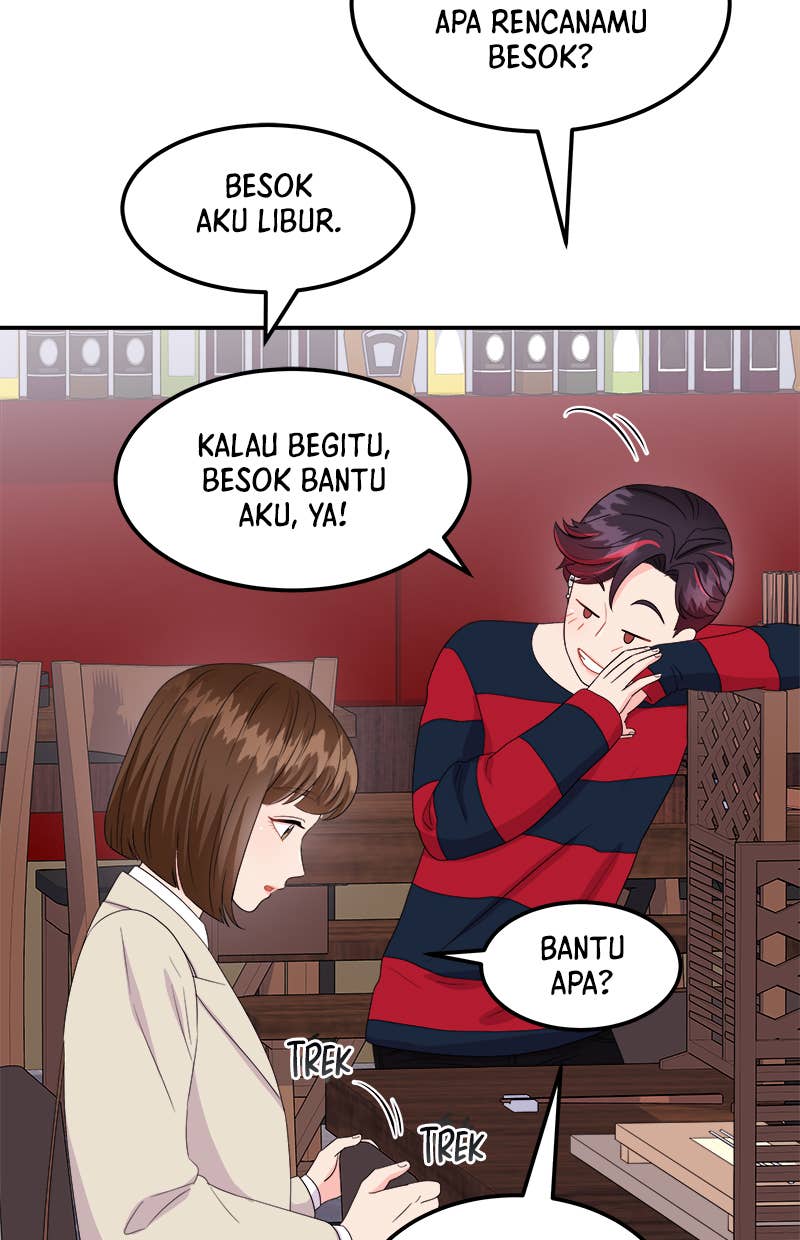 APA RENCANAMU
BESOK?
BESOK
AKU LIBUR.
KALAU BEGITU,
BESOK BANTU
AKU, YA!
BANTU
APA?
TREK
TREK